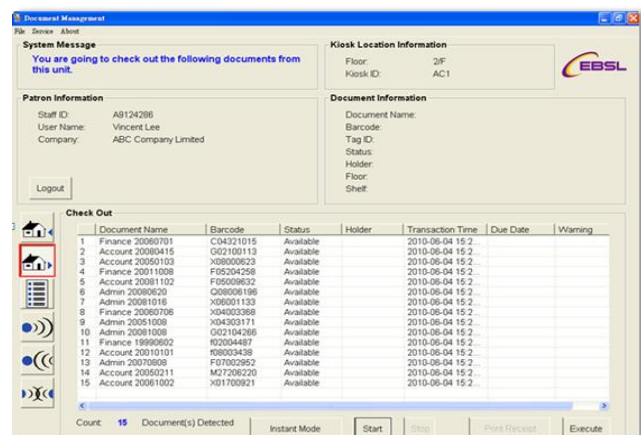 Document Management
File Service About
System Message
You are going to check out the following documents from
this unit.
Kiosk Location Information
Floor: 2/F
Kiosk ID: AC1
EBSL
Patron Information
Staff ID: A9124286
User Name: Vincent Lee
Company: ABC Company Limited
Logout
Document Information
Document Name:
Barcode:
Tag ID:
Status:
Holder:
Floor:
Shelf:
Check Out
Document Name Barcode Status Holder Transaction Time Due Date Warning
1 Finance 20060701 C04321015 Available 2010-06-04 15:2...
2 Account 20080415 G02100113 Available 2010-06-04 15:2...
3 Account 20050103 X08000623 Available 2010-06-04 15:2...
4 Finance 20011008 F05204258 Available 2010-06-04 15:2...
5 Account 20081102 F05009632 Available 2010-06-04 15:2...
6 Admin 20080620 Q08006196 Available 2010-06-04 15:2...
7 Admin 20081016 X06001133 Available 2010-06-04 15:2...
8 Finance 20060706 X04003368 Available 2010-06-04 15:2...
9 Admin 20051008 X04303171 Available 2010-06-04 15:2...
10 Admin 20081008 G02104266 Available 2010-06-04 15:2...
11 Finance 19990602 f02004487 Available 2010-06-04 15:2...
12 Account 20010101 f08003438 Available 2010-06-04 15:2...
13 Admin 20070808 F07002952 Available 2010-06-04 15:2...
14 Account 20050211 M27206220 Available 2010-06-04 15:2...
15 Account 20061002 X01700921 Available 2010-06-04 15:2...
Count: 15 Document(s) Detected Instant Mode Start Stop Print Receipt Execute